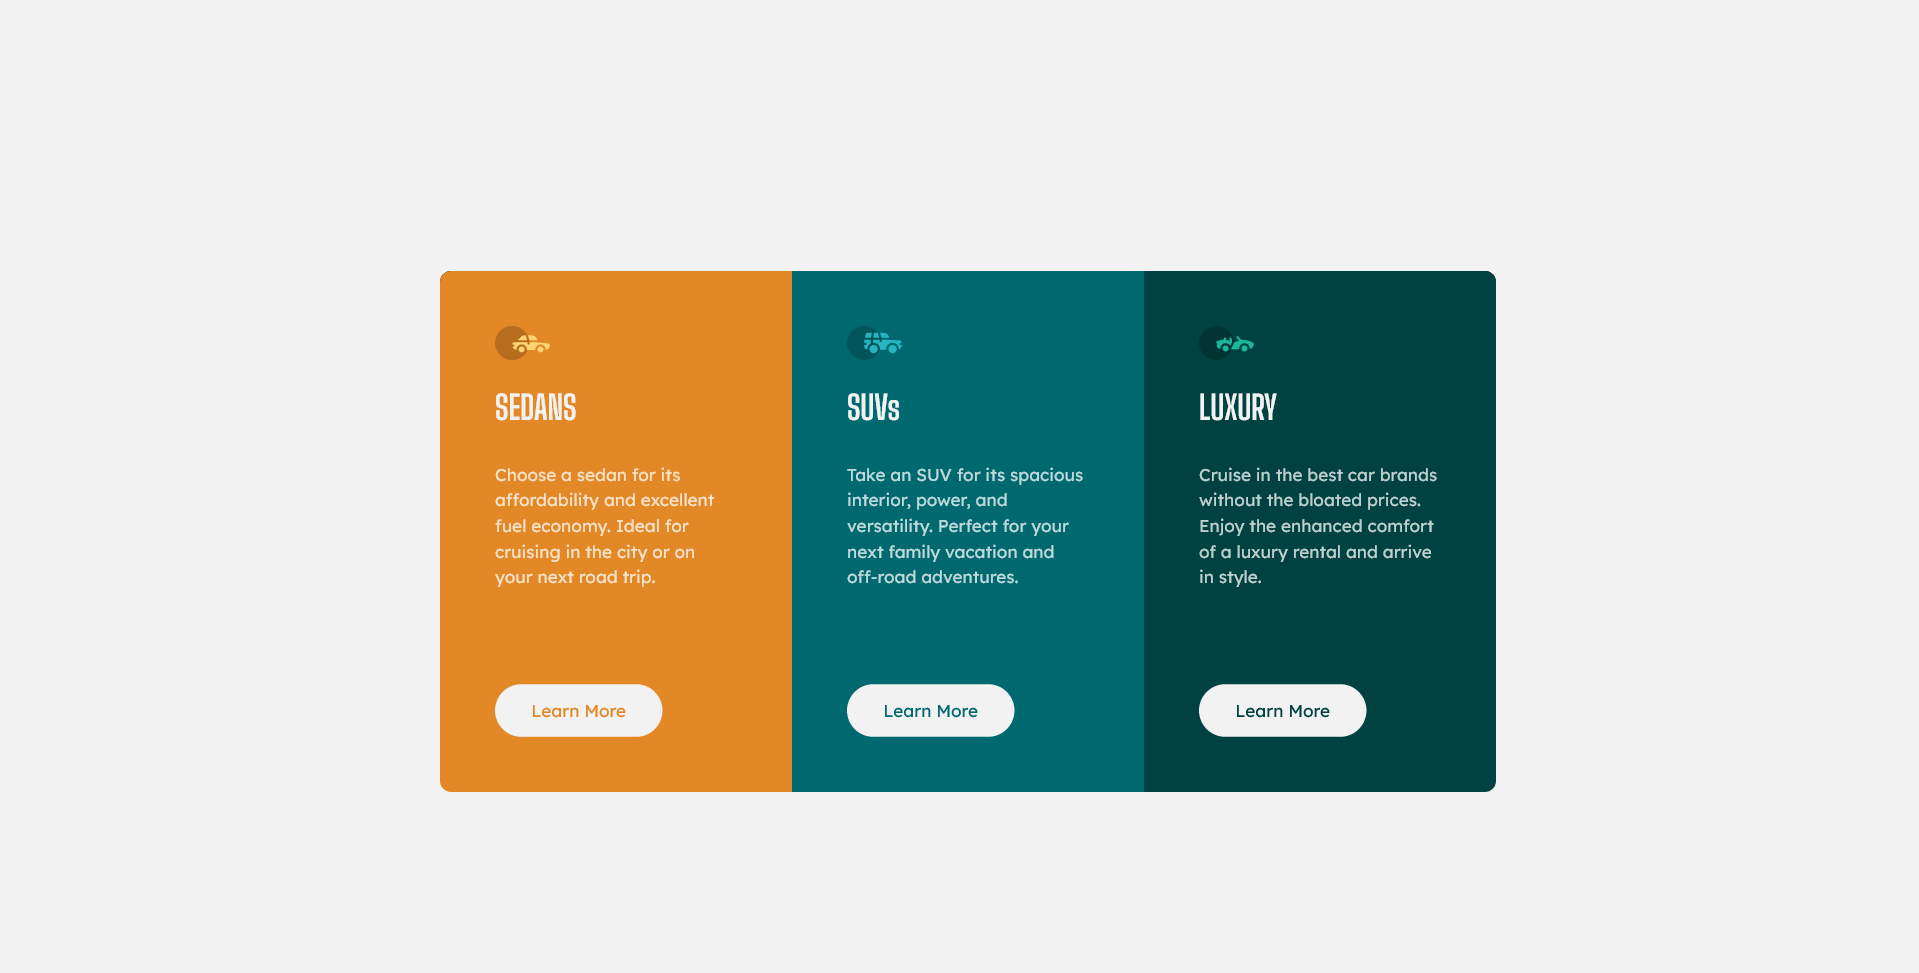 SEDANS
Choose a sedan for its
affordability and excellent
fuel economy. Ideal for
cruising in the city or on
your next road trip.
Learn More
SUVs
Take an SUV for its spacious
interior, power, and
versatility. Perfect for your
next family vacation and
off-road adventures.
Learn More
LUXURY
Cruise in the best car brands
without the bloated prices.
Enjoy the enhanced comfort
of a luxury rental and arrive
in style.
Learn More